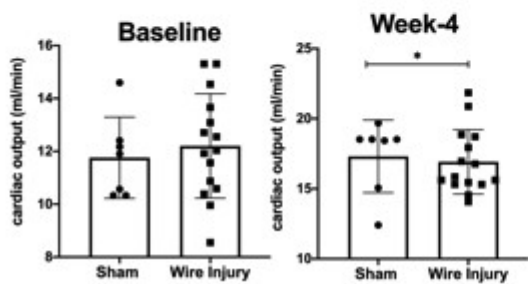 Baseline
cardiac output (ml/min)
16
14
12
10
8
Sham
Wire Injury
Week-4
cardiac output (ml/min)
25
20
15
10
*
Sham
Wire Injury